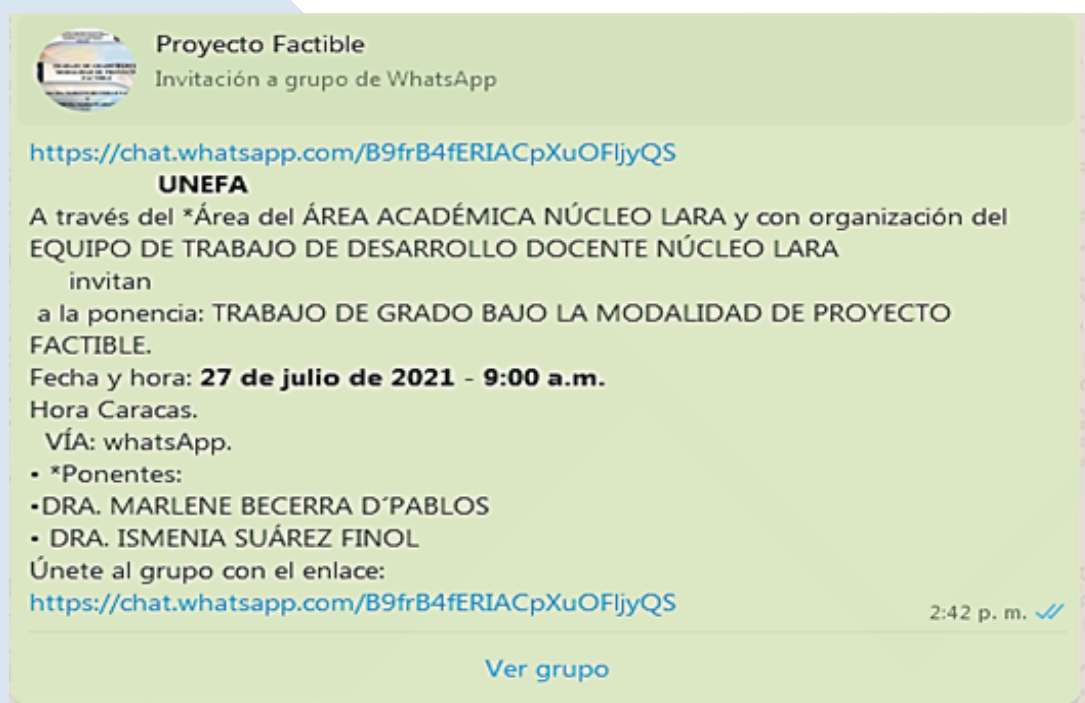 Proyecto Factible
Invitación a grupo de WhatsApp
https://chat.whatsapp.com/B9frB4fERIACpXuOFljyQS
UNEFA
A través del *Área del ÁREA ACADÉMICA NÚCLEO LARA y con organización del
EQUIPO DE TRABAJO DE DESARROLLO DOCENTE NÚCLEO LARA
invitan
a la ponencia: TRABAJO DE GRADO BAJO LA MODALIDAD DE PROYECTO
FACTIBLE.
Fecha y hora: 27 de julio de 2021 - 9:00 a.m.
Hora Caracas.
VÍA: whatsApp.
• *Ponentes:
•DRA. MARLENE BECERRA D´PABLOS
• DRA. ISMENIA SUÁREZ FINOL
Únete al grupo con el enlace:
https://chat.whatsapp.com/B9frB4fERIACpXuOFljyQS
2:42 p. m.
Ver grupo